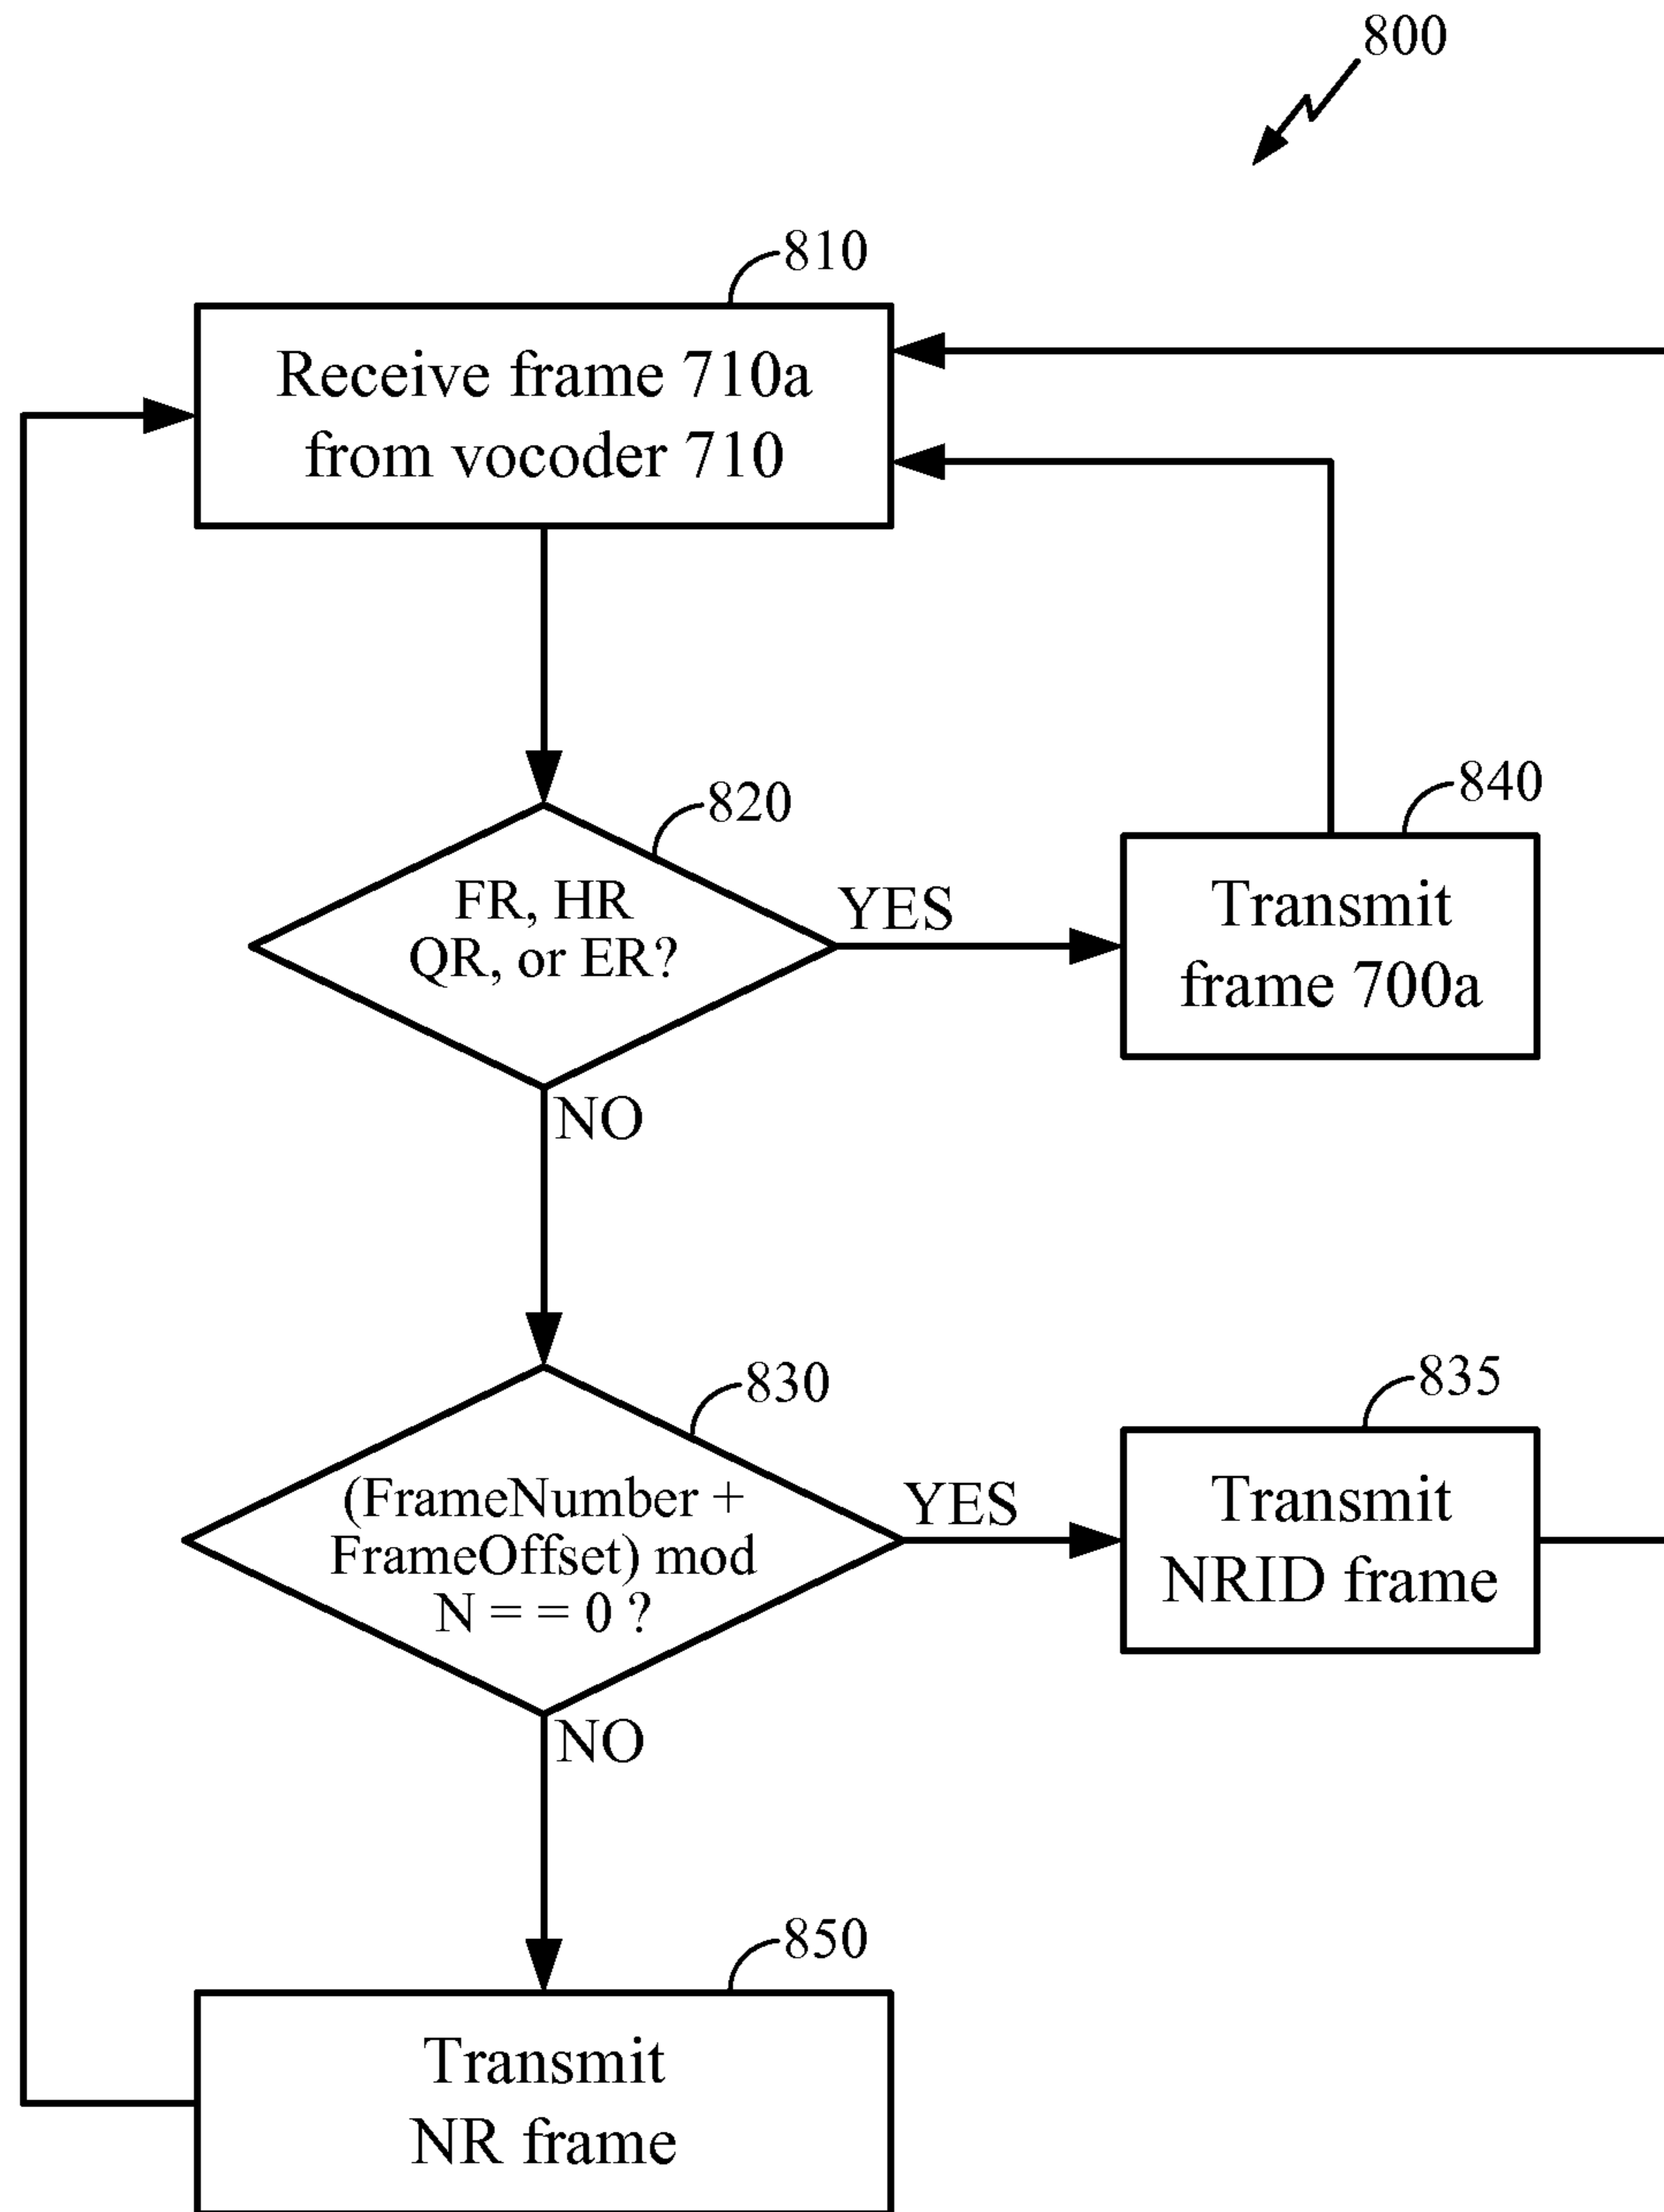 800
810
Receive frame 710a
from vocoder 710
820
FR, HR
QR, or ER?
YES
840
Transmit
frame 700a
NO
830
(FrameNumber +
FrameOffset) mod
N = = 0 ?
YES
835
Transmit
NRID frame
NO
850
Transmit
NR frame